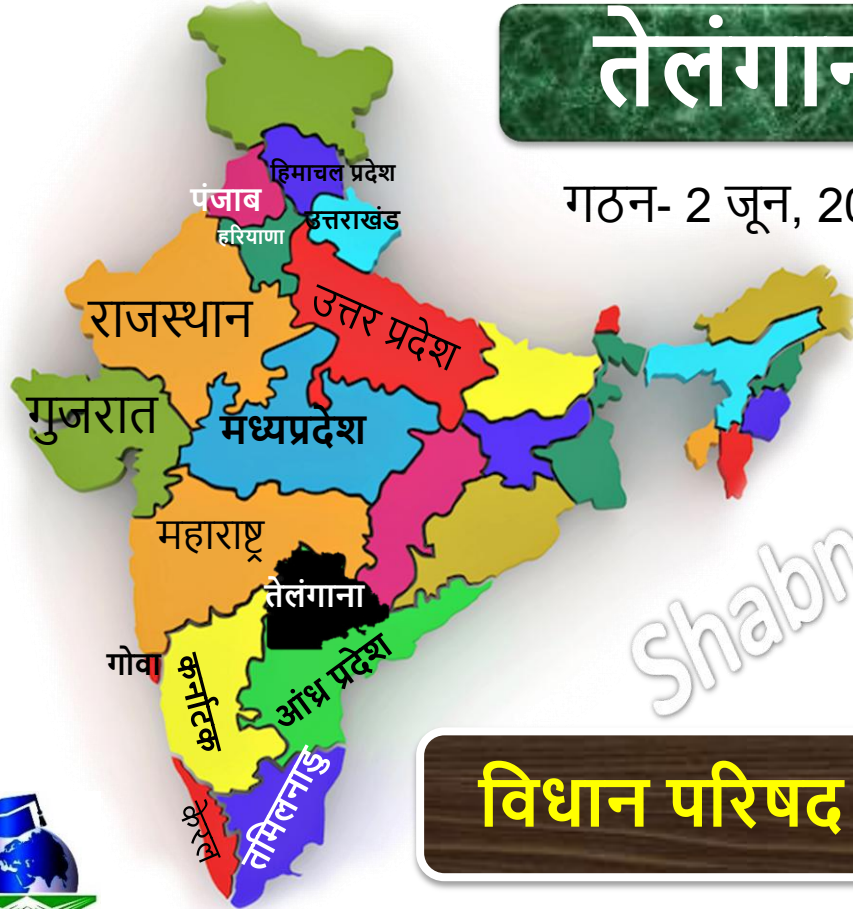 तेलंगान
गठन- 2 जून, 20
हिमाचल प्रदेश
पंजाब
उत्तराखंड
हरियाणा
राजस्थान
उत्तर प्रदेश
गुजरात
मध्यप्रदेश
महाराष्ट्र
तेलंगाना
गोवा
कर्नाटक
आंध्र प्रदेश
केरल
तमिलनाडु
Shabn
विधान परिषद